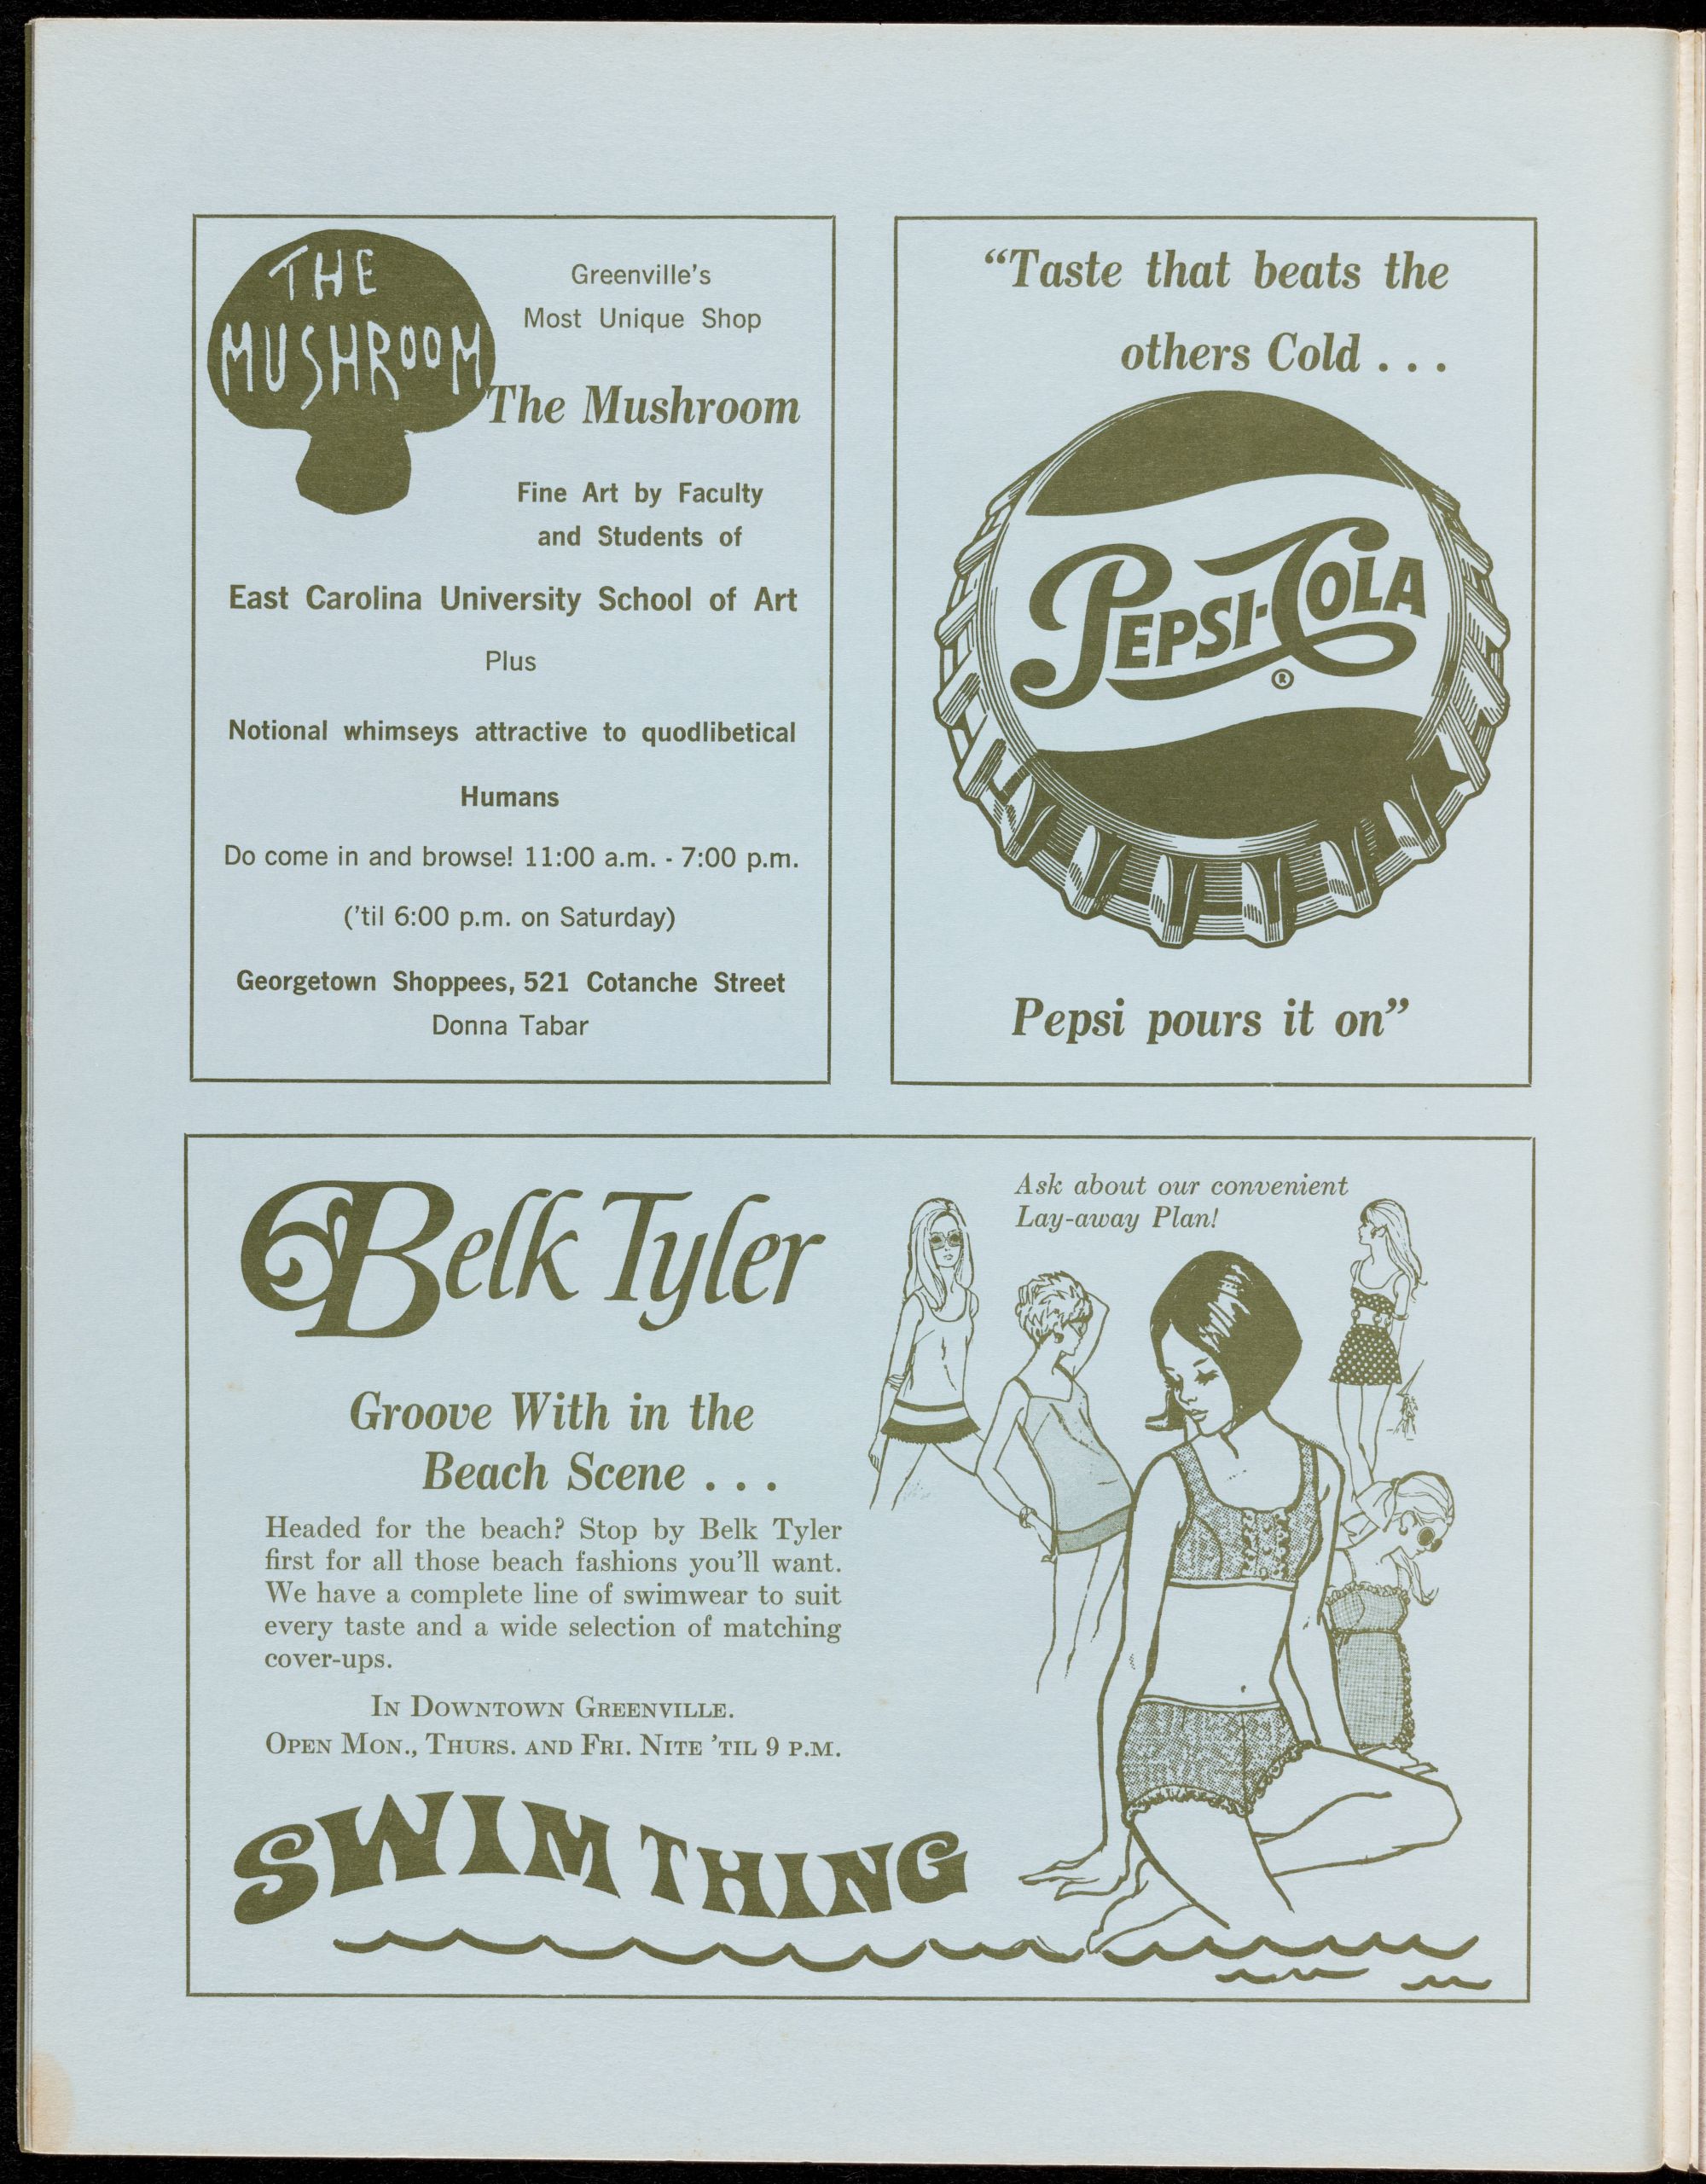 THE
MUSHROOM
Greenville's
Most Unique Shop
The Mushroom
Fine Art by Faculty
and Students of
East Carolina University School of Art
Plus
Notional whimseys attractive to quodlibetical
Humans
Do come in and browse! 11:00 a.m. - 7:00 p.m.
('til 6:00 p.m. on Saturday)
Georgetown Shoppees, 521 Cotanche Street
Donna Tabar
“Taste that beats the
others Cold . . .
PEPSI-COLA
®
Pepsi pours it on”
Belk Tyler
Ask about our convenient
Lay-away Plan!
Groove With in the
Beach Scene . . .
Headed for the beach? Stop by Belk Tyler
first for all those beach fashions you'll want.
We have a complete line of swimwear to suit
every taste and a wide selection of matching
cover-ups.
IN DOWNTOWN GREENVILLE.
OPEN MON., THURS. AND FRI. NITE 'TIL 9 P.M.
SWIM THING